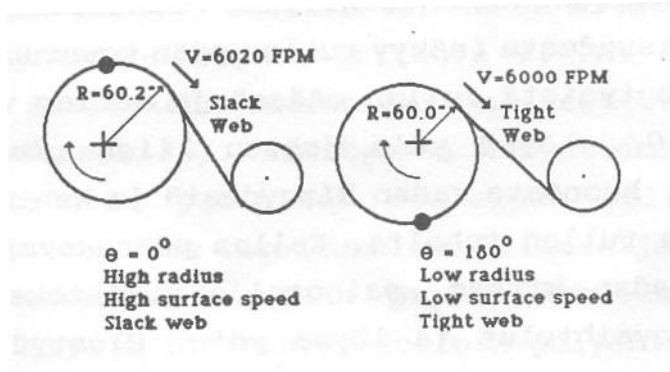 V=6020 FPM
R=60.2"
Slack
Web
θ = 0°
High radius
High surface speed
Slack web
V=6000 FPM
R=60.0"
Tight
Web
θ = 180°
Low radius
Low surface speed
Tight web